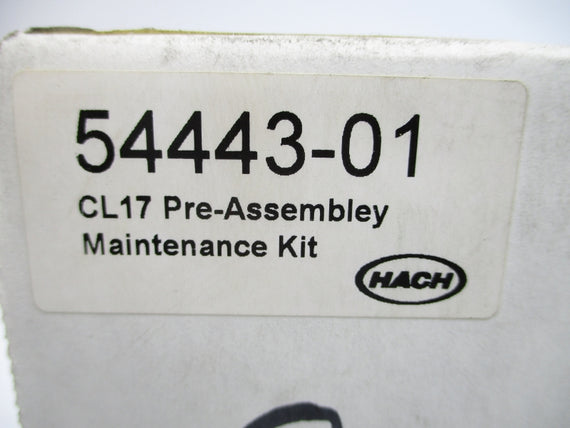 54443-01
CL17 Pre-Assembley
Maintenance Kit
HACH